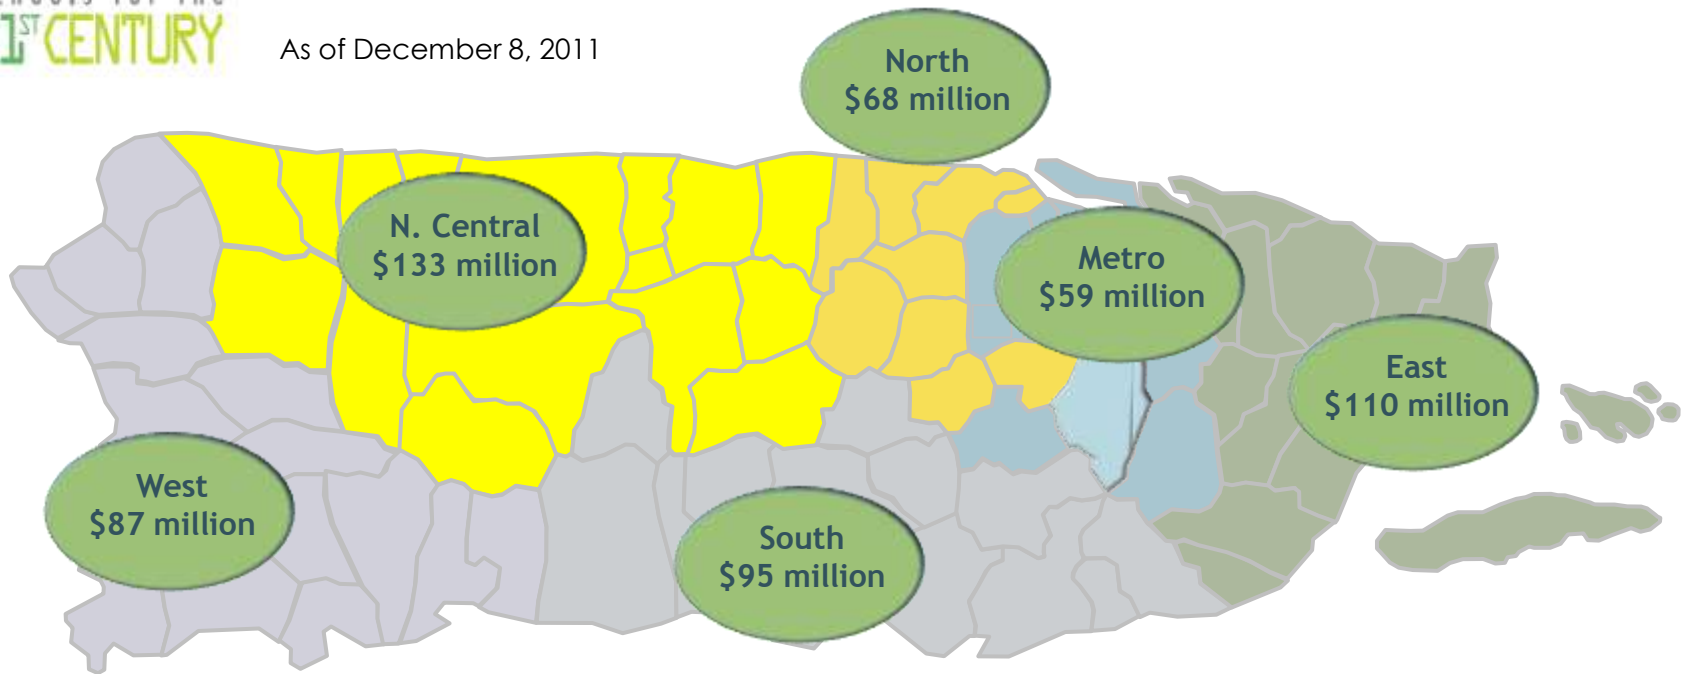 1ST CENTURY
As of December 8, 2011
North
$68 million
N. Central
$133 million
Metro
$59 million
East
$110 million
West
$87 million
South
$95 million